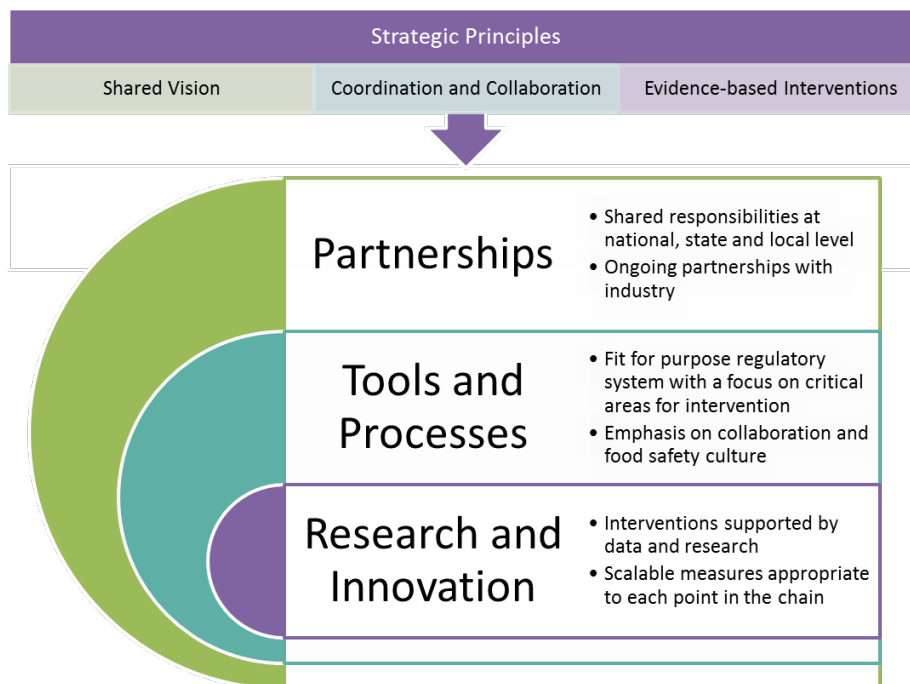 Strategic Principles
Shared Vision
Coordination and Collaboration
Evidence-based Interventions
Partnerships
• Shared responsibilities at
national, state and local level
• Ongoing partnerships with
industry
Tools and
Processes
• Fit for purpose regulatory
system with a focus on critical
areas for intervention
• Emphasis on collaboration and
food safety culture
Research and
Innovation
• Interventions supported by
data and research
• Scalable measures appropriate
to each point in the chain